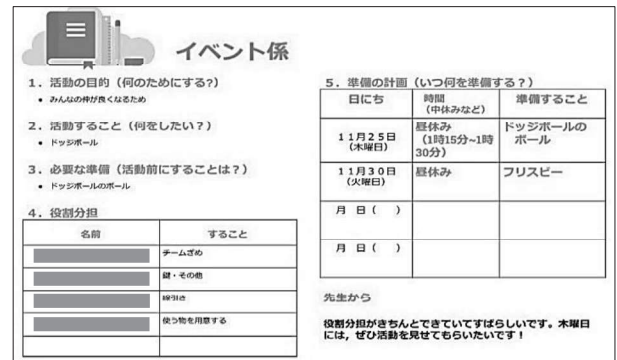 イベント係
1．活動の目的（何のためにする？）
• みんなの仲が良くなるため
2．活動すること（何をしたい？）
• ドッジボール
3．必要な準備（活動前にすることは？）
• ドッジボールのボール
4．役割分担
名前 すること
チームぎめ
鍵・その他
線引き
使う物を用意する
5．準備の計画（いつ何を準備する？）
日にち 時間（中休みなど） 準備すること
11月25日（木曜日） 昼休み（1時15分~1時30分） ドッジボールのボール
11月30日（火曜日） 昼休み フリスビー
月 日（ ）
月 日（ ）
先生から
役割分担がきちんとできていてすばらしいです。木曜日
には，ぜひ活動を見せてもらいたいです！